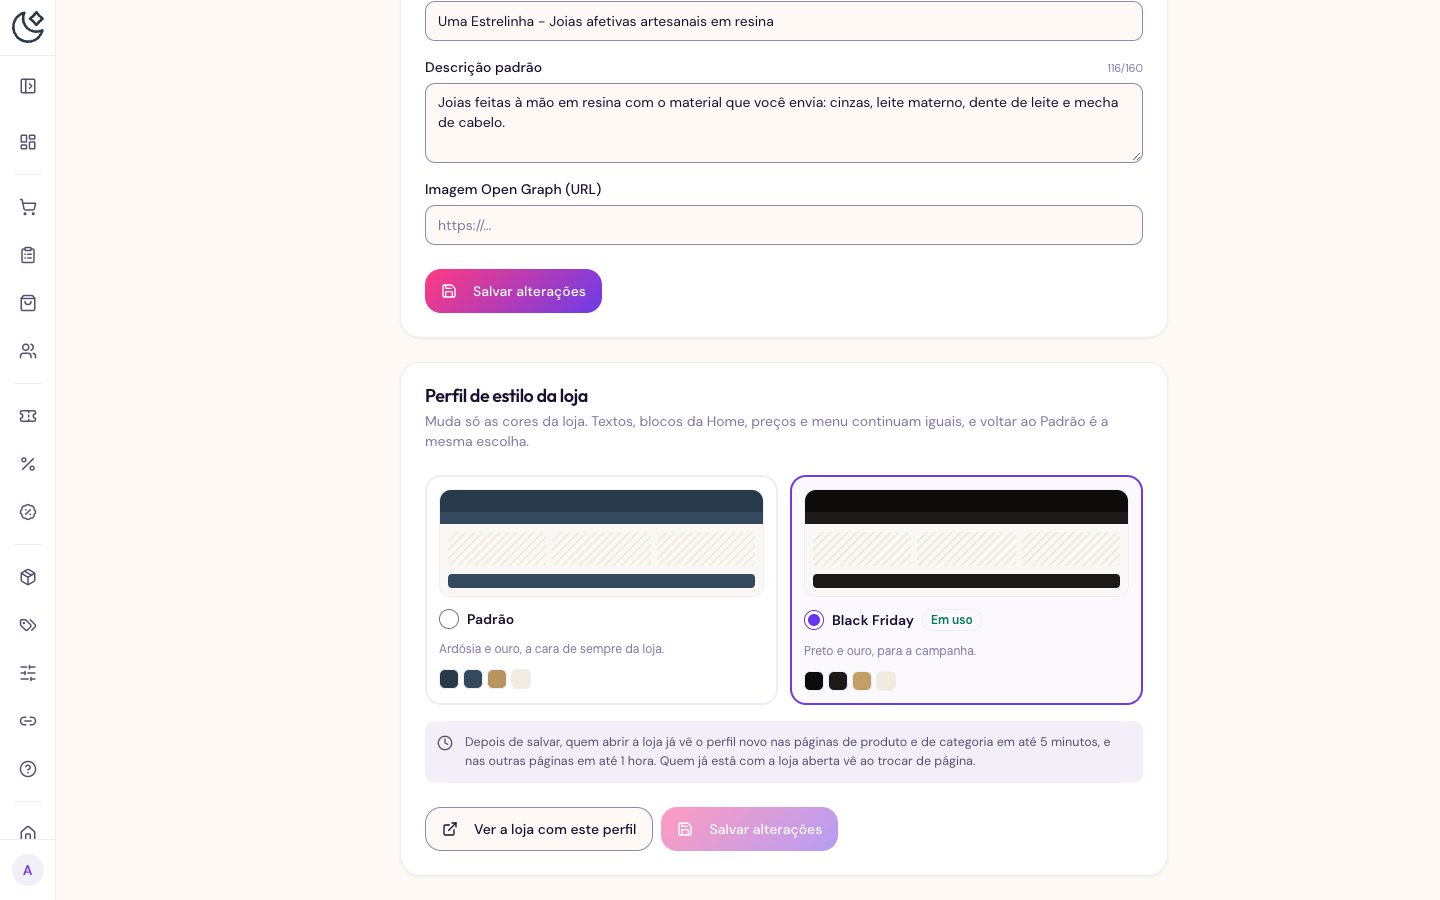 Uma Estrelinha - Joias afetivas artesanais em resina
Descrição padrão
116/160
Joias feitas à mão em resina com o material que você envia: cinzas, leite materno, dente de leite e mecha
de cabelo.
Imagem Open Graph (URL)
https://...
Salvar alterações
Perfil de estilo da loja
Muda só as cores da loja. Textos, blocos da Home, preços e menu continuam iguais, e voltar ao Padrão é a
mesma escolha.
Padrão
Ardósia e ouro, a cara de sempre da loja.
Black Friday
Em uso
Preto e ouro, para a campanha.
Depois de salvar, quem abrir a loja já vê o perfil novo nas páginas de produto e de categoria em até 5 minutos, e
nas outras páginas em até 1 hora. Quem já está com a loja aberta vê ao trocar de página.
Ver a loja com este perfil
Salvar alterações
A